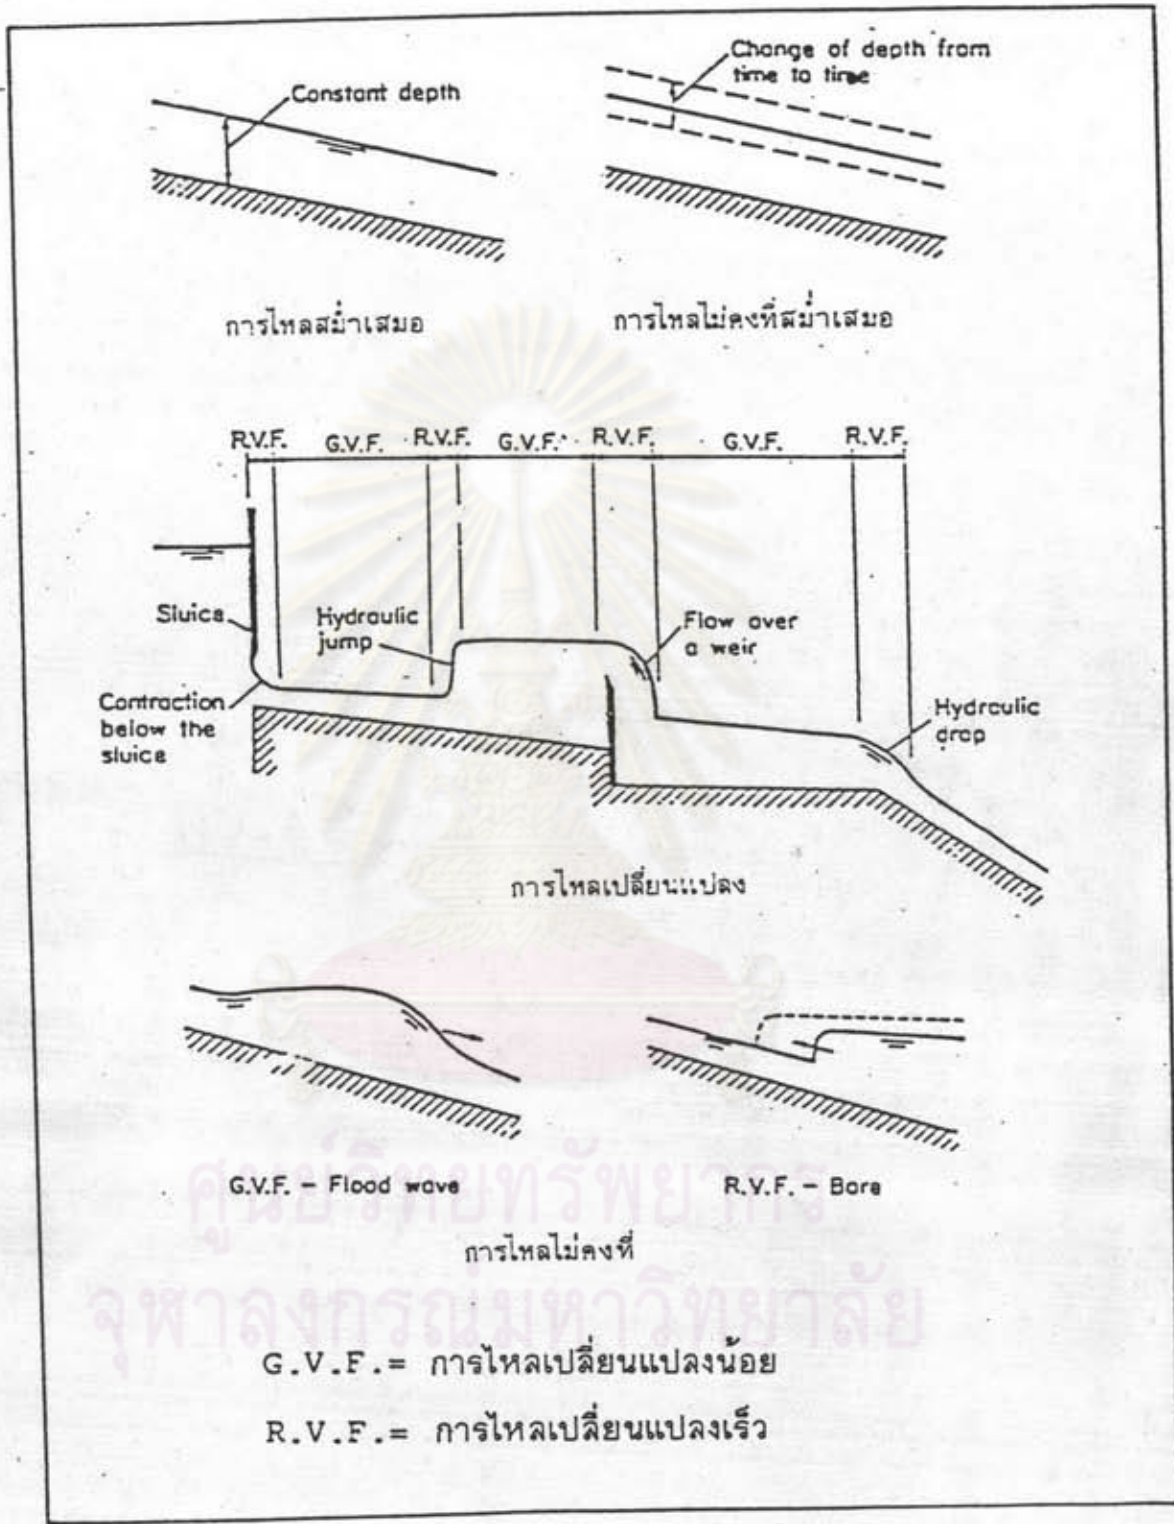 Constant depth
Change of depth from
time to time
การไหลสม่ำเสมอ
การไหลไม่คงที่สม่ำเสมอ
R.V.F. G.V.F. R.V.F. G.V.F. R.V.F. G.V.F. R.V.F.
Sluice
Hydraulic
jump
Flow over
a weir
Contraction
below the
sluice
Hydraulic
drop
การไหลเปลี่ยนแปลง
G.V.F. - Flood wave
R.V.F. - Bore
การไหลไม่คงที่
ศูนย์วิทยทรัพยากร
จุฬาลงกรณ์มหาวิทยาลัย
G.V.F.= การไหลเปลี่ยนแปลงน้อย
R.V.F.= การไหลเปลี่ยนแปลงเร็ว